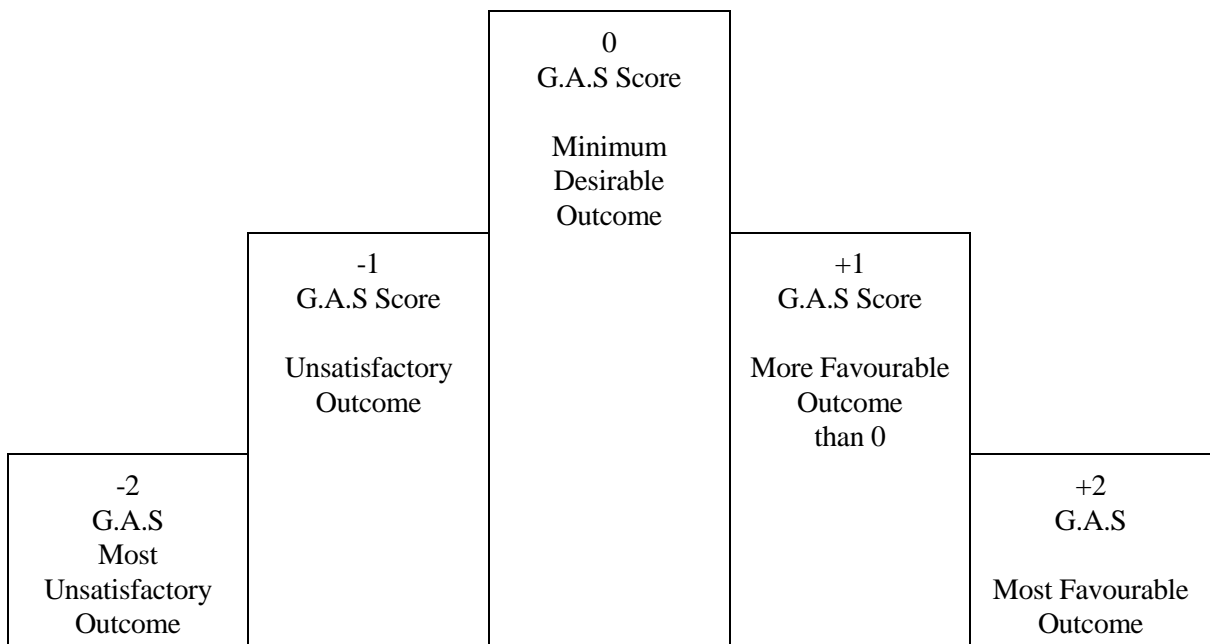 0
G.A.S Score
Minimum
Desirable
Outcome
-1
G.A.S Score
Unsatisfactory
Outcome
+1
G.A.S Score
More Favourable
Outcome
than 0
-2
G.A.S
Most
Unsatisfactory
Outcome
+2
G.A.S
Most Favourable
Outcome